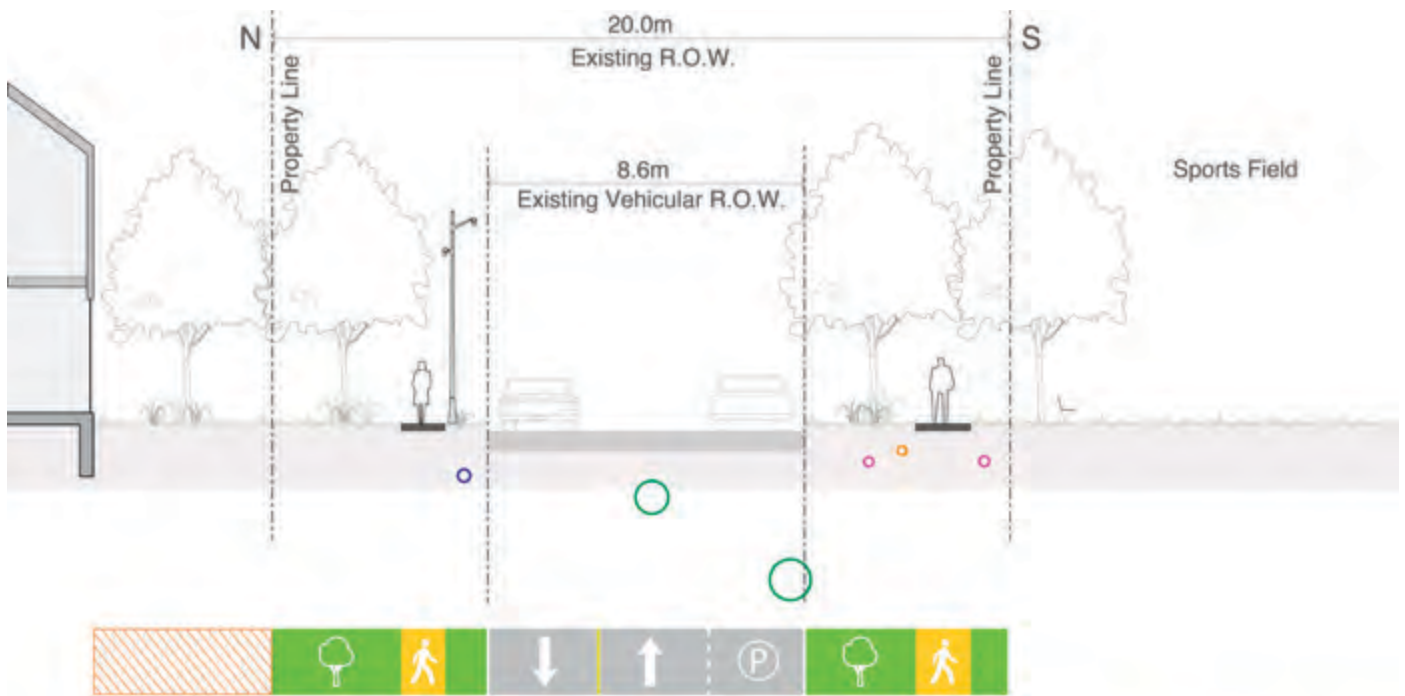 N
20.0m
S
Existing R.O.W.
Property Line
Property Line
8.6m
Existing Vehicular R.O.W.
Sports Field
P